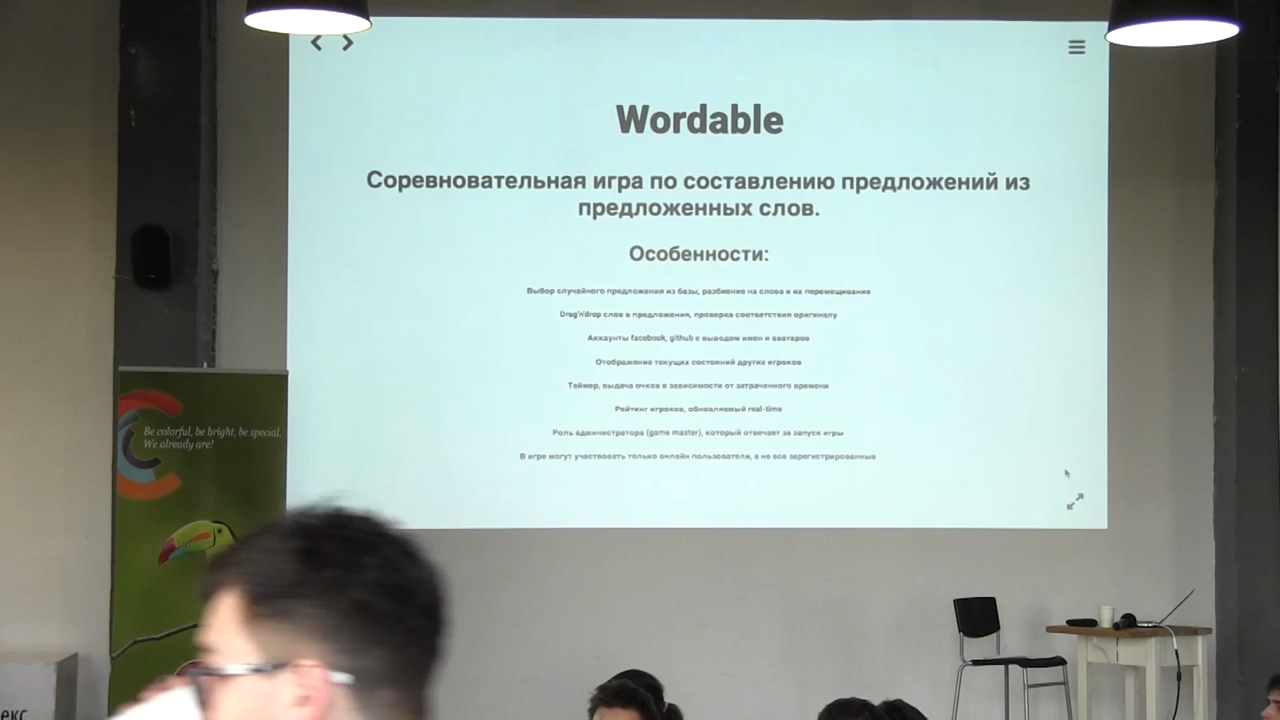 Wordable
Соревновательная игра по составлению предложений из
предложенных слов.
Особенности:
Выбор случайного предложения из базы, разбиение на слова и их перемешивание
Drag'n'drop слов в предложения, проверка соответствия оригиналу
Аккаунты facebook, github с выводом имен и аватаров
Отображение текущих состояний других игроков
Таймер, выдача очков в зависимости от затраченного времени
Рейтинг игроков, обновляемый real-time
Роль администратора (game master), который отвечает за запуск игры
В игре могут участвовать только онлайн пользователи, а не все зарегистрированные
Be colorful, be bright, be special.
We already are!
екс